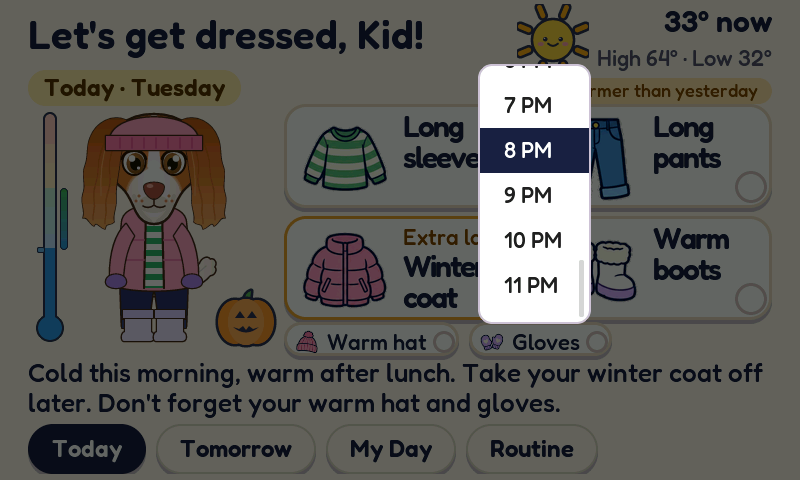 Let's get dressed, Kid!
33° now
High 64° · Low 32°
Today · Tuesday
rmer than yesterday
7 PM
8 PM
9 PM
10 PM
11 PM
Long
sleeve
Long
pants
Extra la
Winter
coat
Warm
boots
Warm hat
Gloves
Cold this morning, warm after lunch. Take your winter coat off
later. Don't forget your warm hat and gloves.
Today
Tomorrow
My Day
Routine